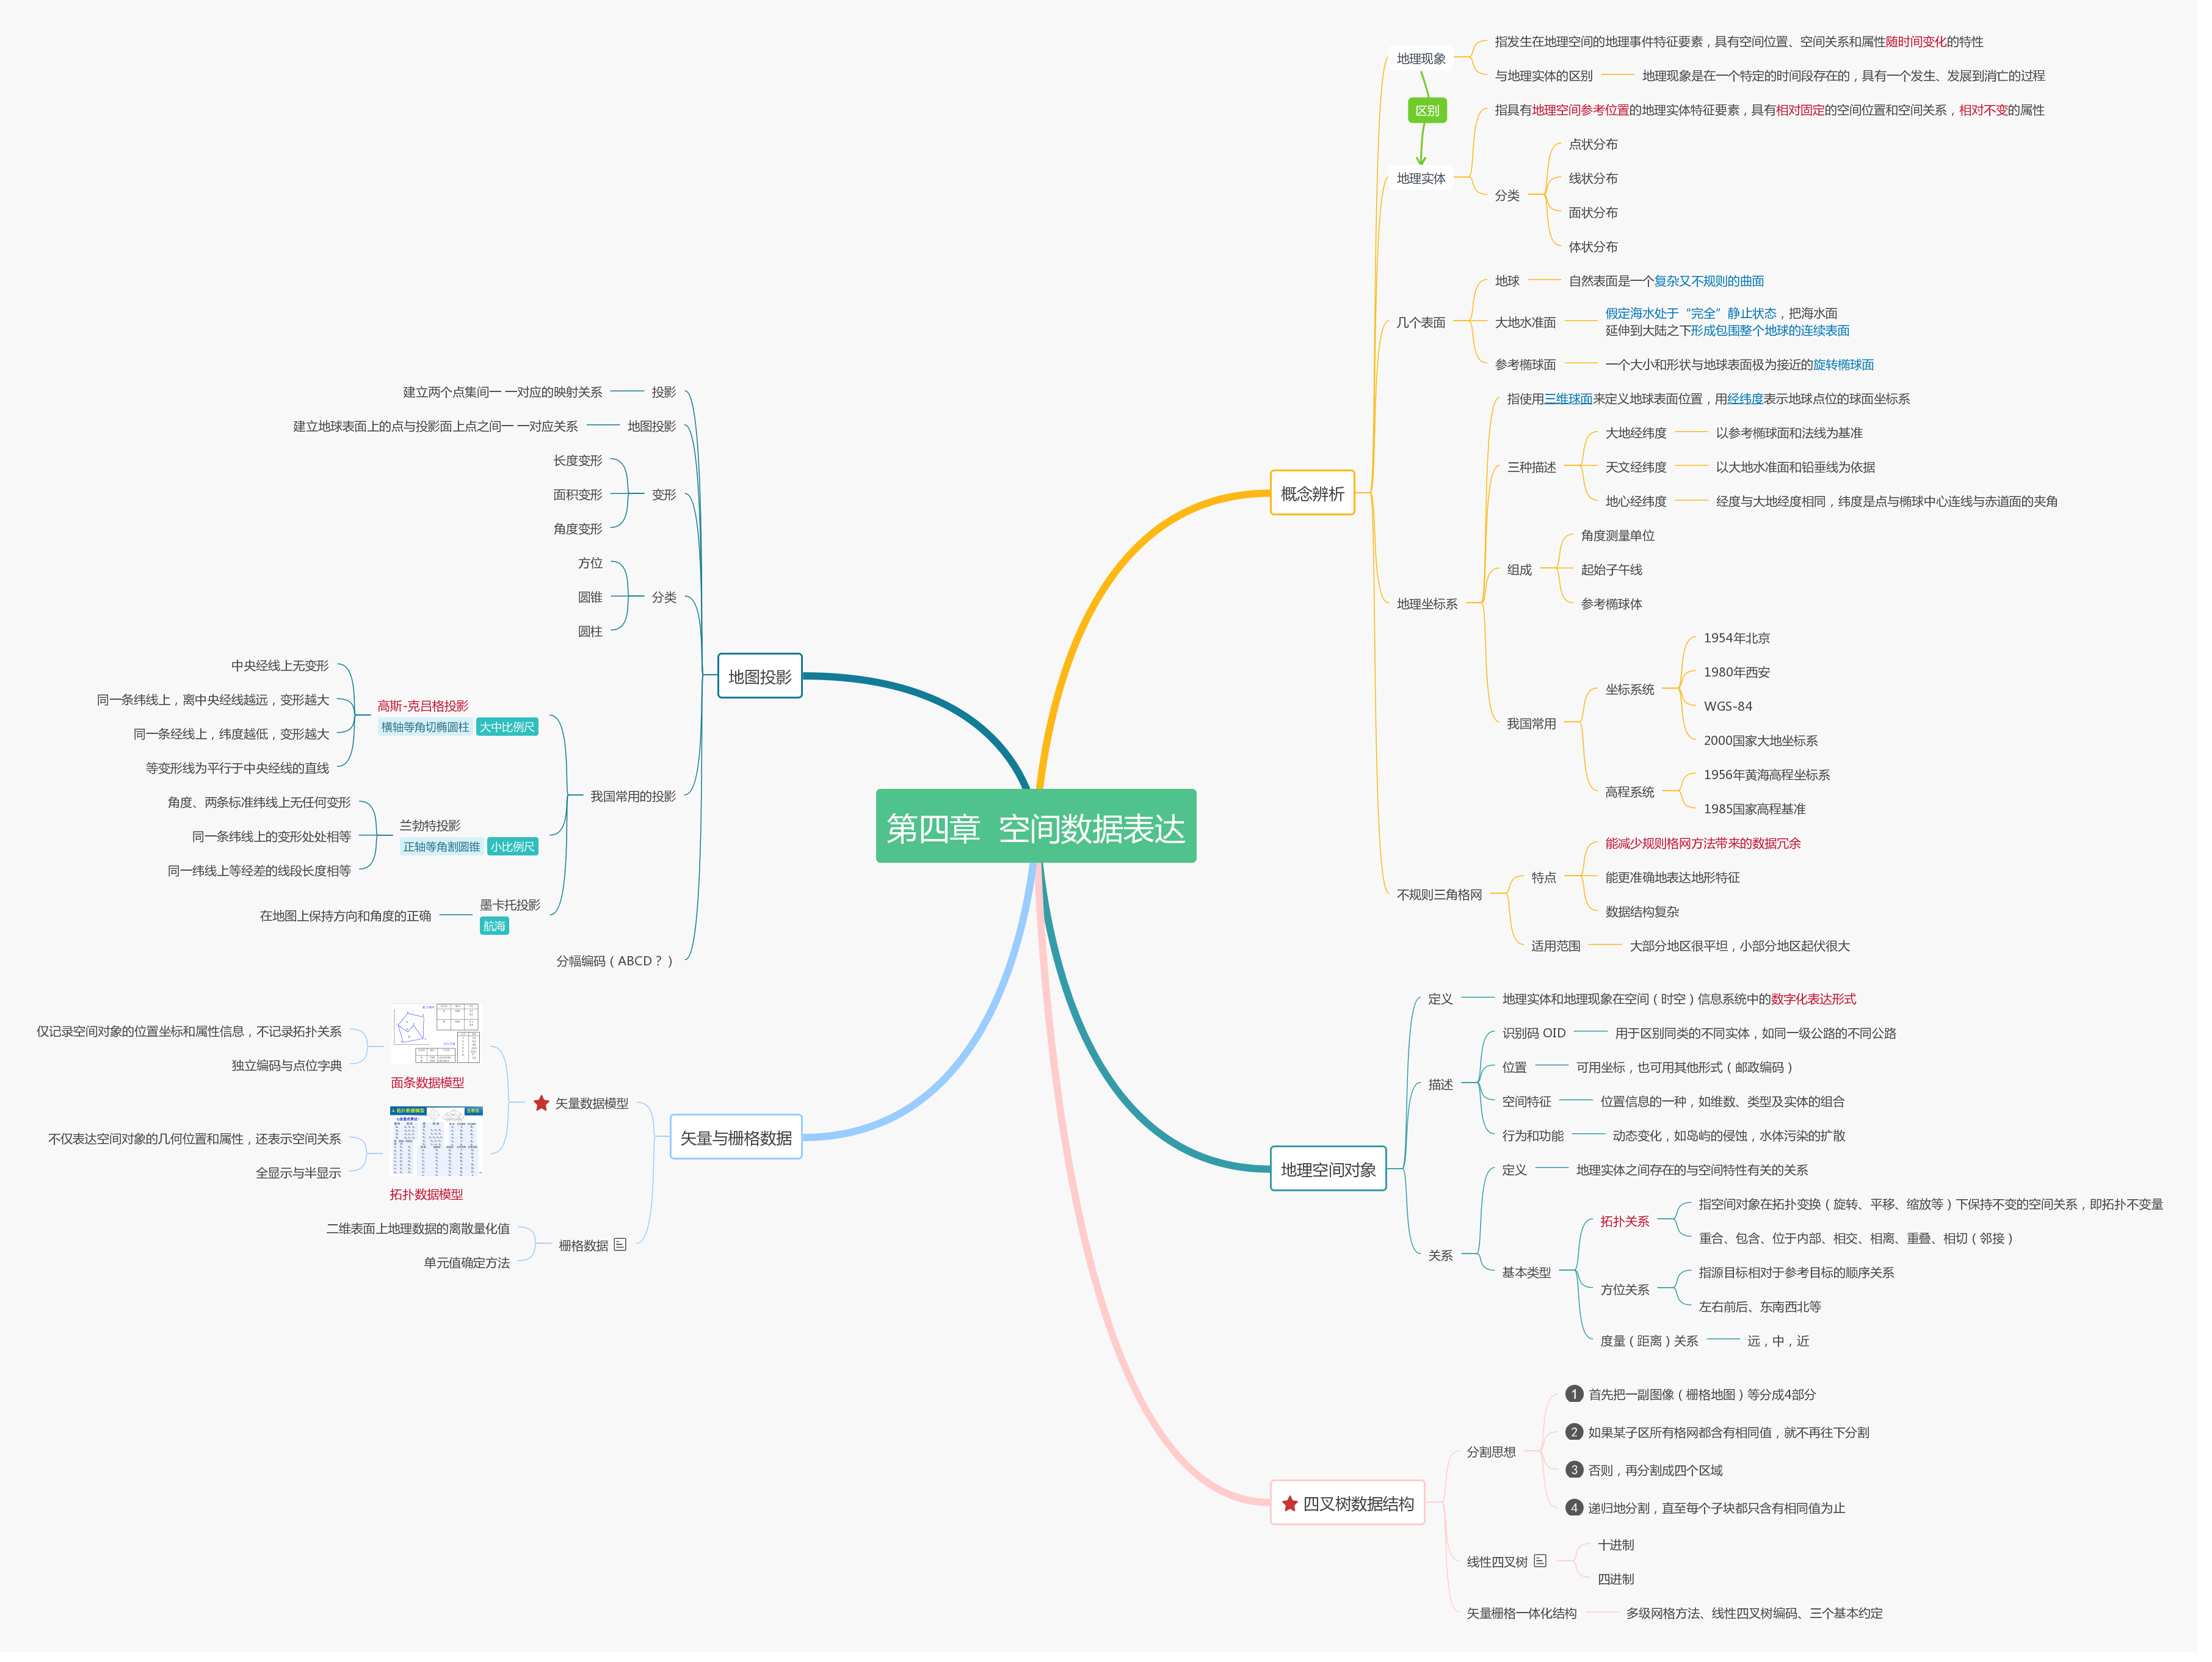 第四章 空间数据表达
概念辨析
地理现象
指发生在地理空间的地理事件特征要素，具有空间位置、空间关系和属性随时间变化的特性
与地理实体的区别
地理现象是在一个特定的时间段存在的，具有一个发生、发展到消亡的过程
区别
地理实体
指具有地理空间参考位置的地理实体特征要素，具有相对固定的空间位置和空间关系，相对不变的属性
分类
点状分布
线状分布
面状分布
体状分布
几个表面
地球
自然表面是一个复杂又不规则的曲面
大地水准面
假定海水处于“完全”静止状态，把海水面
延伸到大陆之下形成包围整个地球的连续表面
参考椭球面
一个大小和形状与地球表面极为接近的旋转椭球面
地理坐标系
指使用三维球面来定义地球表面位置，用经纬度表示地球点位的球面坐标系
三种描述
大地经纬度
以参考椭球面和法线为基准
天文经纬度
以大地水准面和铅垂线为依据
地心经纬度
经度与大地经度相同，纬度是点与椭球中心连线与赤道面的夹角
组成
角度测量单位
起始子午线
参考椭球体
我国常用
坐标系统
1954年北京
1980年西安
WGS-84
2000国家大地坐标系
高程系统
1956年黄海高程坐标系
1985国家高程基准
不规则三角格网
特点
能减少规则格网方法带来的数据冗余
能更准确地表达地形特征
数据结构复杂
适用范围
大部分地区很平坦，小部分地区起伏很大
地理空间对象
定义
地理实体和地理现象在空间（时空）信息系统中的数字化表达形式
描述
识别码 OID
用于区别同类的不同实体，如同一级公路的不同公路
位置
可用坐标，也可用其他形式（邮政编码）
空间特征
位置信息的一种，如维数、类型及实体的组合
行为和功能
动态变化，如岛屿的侵蚀，水体污染的扩散
关系
定义
地理实体之间存在的与空间特性有关的关系
基本类型
拓扑关系
指空间对象在拓扑变换（旋转、平移、缩放等）下保持不变的空间关系，即拓扑不变量
重合、包含、位于内部、相交、相离、重叠、相切（邻接）
方位关系
指源目标相对于参考目标的顺序关系
左右前后、东南西北等
度量（距离）关系
远，中，近
四叉树数据结构
分割思想
1 首先把一副图像（栅格地图）等分成4部分
2 如果某子区所有格网都含有相同值，就不再往下分割
3 否则，再分割成四个区域
4 递归地分割，直至每个子块都只含有相同值为止
线性四叉树
十进制
四进制
矢量栅格一体化结构
多级网格方法、线性四叉树编码、三个基本约定
地图投影
投影
建立两个点集间一 一对应的映射关系
地图投影
建立地球表面上的点与投影面上点之间一 一对应关系
变形
长度变形
面积变形
角度变形
分类
方位
圆锥
圆柱
我国常用的投影
高斯-克吕格投影
横轴等角切椭圆柱 大中比例尺
中央经线上无变形
同一条纬线上，离中央经线越远，变形越大
同一条经线上，纬度越低，变形越大
等变形线为平行于中央经线的直线
兰勃特投影
正轴等角割圆锥 小比例尺
角度、两条标准纬线上无任何变形
同一条纬线上的变形处处相等
同一纬线上等经差的线段长度相等
墨卡托投影
航海
在地图上保持方向和角度的正确
分幅编码（ABCD？）
矢量与栅格数据
矢量数据模型
面条数据模型
仅记录空间对象的位置坐标和属性信息，不记录拓扑关系
独立编码与点位字典
拓扑数据模型
不仅表达空间对象的几何位置和属性，还表示空间关系
全显示与半显示
栅格数据
二维表面上地理数据的离散量化值
单元值确定方法